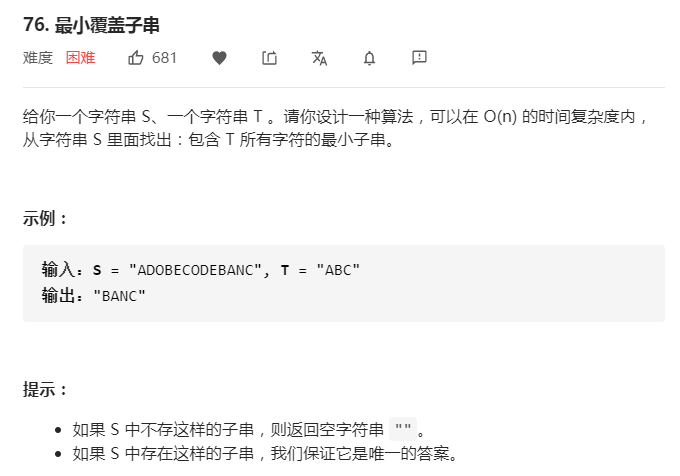 76. 最小覆盖子串
难度 困难 681
给你一个字符串 S、一个字符串 T 。请你设计一种算法，可以在 O(n) 的时间复杂度内，
从字符串 S 里面找出：包含 T 所有字符的最小子串。
示例：
输入：S = "ADOBECODEBANC", T = "ABC"
输出："BANC"
提示：
• 如果 S 中不存这样的子串，则返回空字符串 ""。
• 如果 S 中存在这样的子串，我们保证它是唯一的答案。